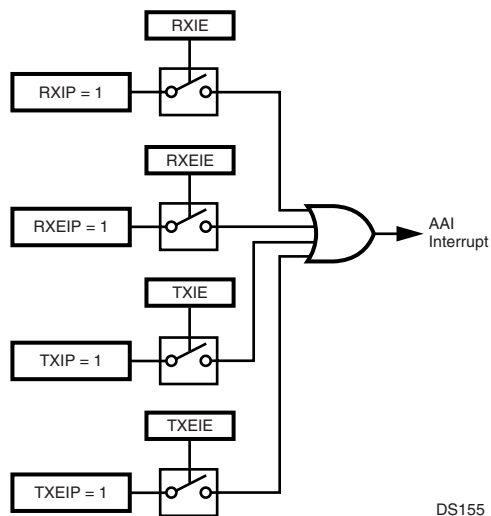 RXIE
RXIP = 1
RXEIE
RXEIP = 1
AAI
Interrupt
TXIE
TXIP = 1
TXEIE
TXEIP = 1
DS155